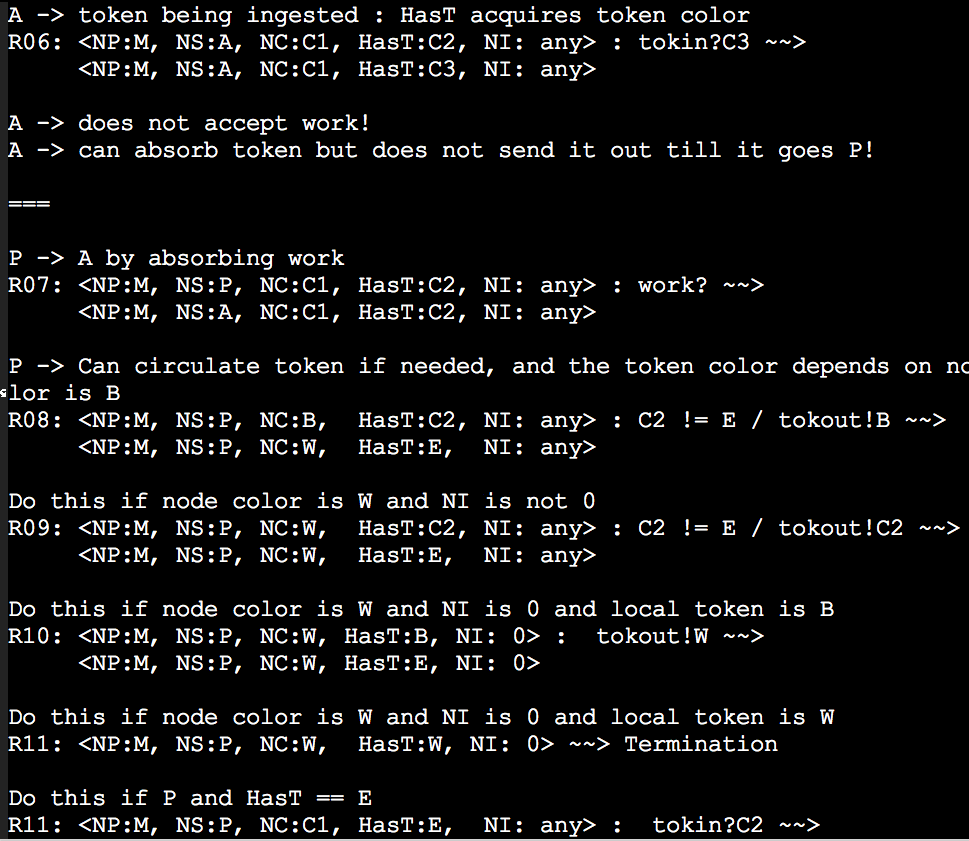 A -> token being ingested : HasT acquires token color
R06: <NP:M, NS:A, NC:C1, HasT:C2, NI: any> : tokin?C3 ~~>
<NP:M, NS:A, NC:C1, HasT:C3, NI: any>
A -> does not accept work!
A -> can absorb token but does not send it out till it goes P!
===
P -> A by absorbing work
R07: <NP:M, NS:P, NC:C1, HasT:C2, NI: any> : work? ~~>
<NP:M, NS:A, NC:C1, HasT:C2, NI: any>
P -> Can circulate token if needed, and the token color depends on no
lor is B
R08: <NP:M, NS:P, NC:B, HasT:C2, NI: any> : C2 != E / tokout!B ~~>
<NP:M, NS:P, NC:W, HasT:E, NI: any>
Do this if node color is W and NI is not 0
R09: <NP:M, NS:P, NC:W, HasT:C2, NI: any> : C2 != E / tokout!C2 ~~>
<NP:M, NS:P, NC:W, HasT:E, NI: any>
Do this if node color is W and NI is 0 and local token is B
R10: <NP:M, NS:P, NC:W, HasT:B, NI: 0> : tokout!W ~~>
<NP:M, NS:P, NC:W, HasT:E, NI: 0>
Do this if node color is W and NI is 0 and local token is W
R11: <NP:M, NS:P, NC:W, HasT:W, NI: 0> ~~> Termination
Do this if P and HasT == E
R11: <NP:M, NS:P, NC:C1, HasT:E, NI: any> : tokin?C2 ~~>